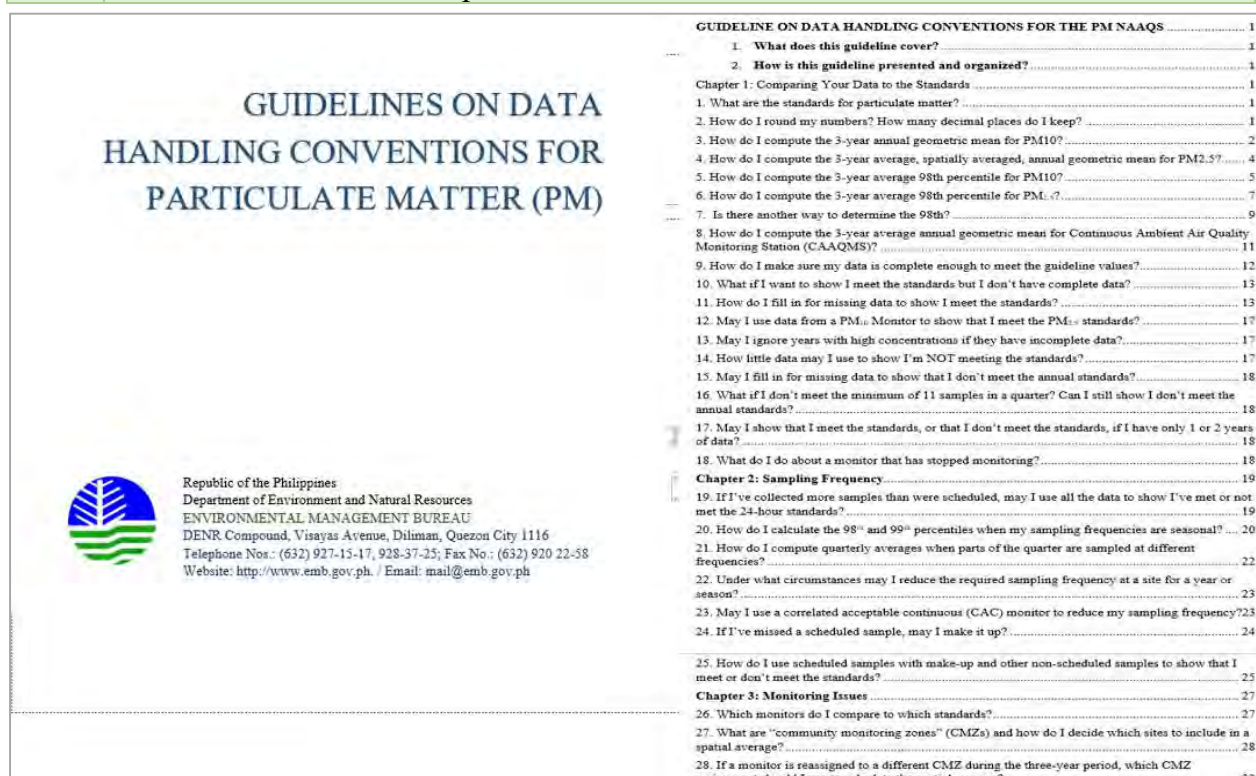 GUIDELINES ON DATA
HANDLING CONVENTIONS FOR
PARTICULATE MATTER (PM)
Republic of the Philippines
Department of Environment and Natural Resources
ENVIRONMENTAL MANAGEMENT BUREAU
DENR Compound, Visayas Avenue, Diliman, Quezon City 1116
Telephone Nos.: (632) 927-15-17, 928-37-25; Fax No.: (632) 920 22-58
Website: http://www.emb.gov.ph. / Email: mail@emb.gov.ph
GUIDELINE ON DATA HANDLING CONVENTIONS FOR THE PM NAAQS ... 1
1. What does this guideline cover? ... 1
2. How is this guideline presented and organized? ... 1
Chapter 1: Comparing Your Data to the Standards ... 1
1. What are the standards for particulate matter? ... 1
2. How do I round my numbers? How many decimal places do I keep? ... 1
3. How do I compute the 3-year annual geometric mean for PM10? ... 2
4. How do I compute the 3-year average, spatially averaged, annual geometric mean for PM2.5? ... 4
5. How do I compute the 3-year average 98th percentile for PM10? ... 5
6. How do I compute the 3-year average 98th percentile for PM2.5? ... 7
7. Is there another way to determine the 98th? ... 9
8. How do I compute the 3-year average annual geometric mean for Continuous Ambient Air Quality
Monitoring Station (CAAQMS)? ... 11
9. How do I make sure my data is complete enough to meet the guideline values? ... 12
10. What if I want to show I meet the standards but I don't have complete data? ... 13
11. How do I fill in for missing data to show I meet the standards? ... 13
12. May I use data from a PM10 Monitor to show that I meet the PM2.5 standards? ... 17
13. May I ignore years with high concentrations if they have incomplete data? ... 17
14. How little data may I use to show I'm NOT meeting the standards? ... 17
15. May I fill in for missing data to show that I don't meet the annual standards? ... 18
16. What if I don't meet the minimum of 11 samples in a quarter? Can I still show I don't meet the
annual standards? ... 18
17. May I show that I meet the standards, or that I don't meet the standards, if I have only 1 or 2 years
of data? ... 18
18. What do I do about a monitor that has stopped monitoring? ... 18
Chapter 2: Sampling Frequency ... 19
19. If I've collected more samples than were scheduled, may I use all the data to show I've met or not
met the 24-hour standards? ... 19
20. How do I calculate the 98th and 99th percentiles when my sampling frequencies are seasonal? ... 20
21. How do I compute quarterly averages when parts of the quarter are sampled at different
frequencies? ... 22
22. Under what circumstances may I reduce the required sampling frequency at a site for a year or
season? ... 23
23. May I use a correlated acceptable continuous (CAC) monitor to reduce my sampling frequency?23
24. If I've missed a scheduled sample, may I make it up? ... 24
25. How do I use scheduled samples with make-up and other non-scheduled samples to show that I
meet or don't meet the standards? ... 25
Chapter 3: Monitoring Issues ... 27
26. Which monitors do I compare to which standards? ... 27
27. What are "community monitoring zones" (CMZs) and how do I decide which sites to include in a
spatial average? ... 28
28. If a monitor is reassigned to a different CMZ during the three-year period, which CMZ